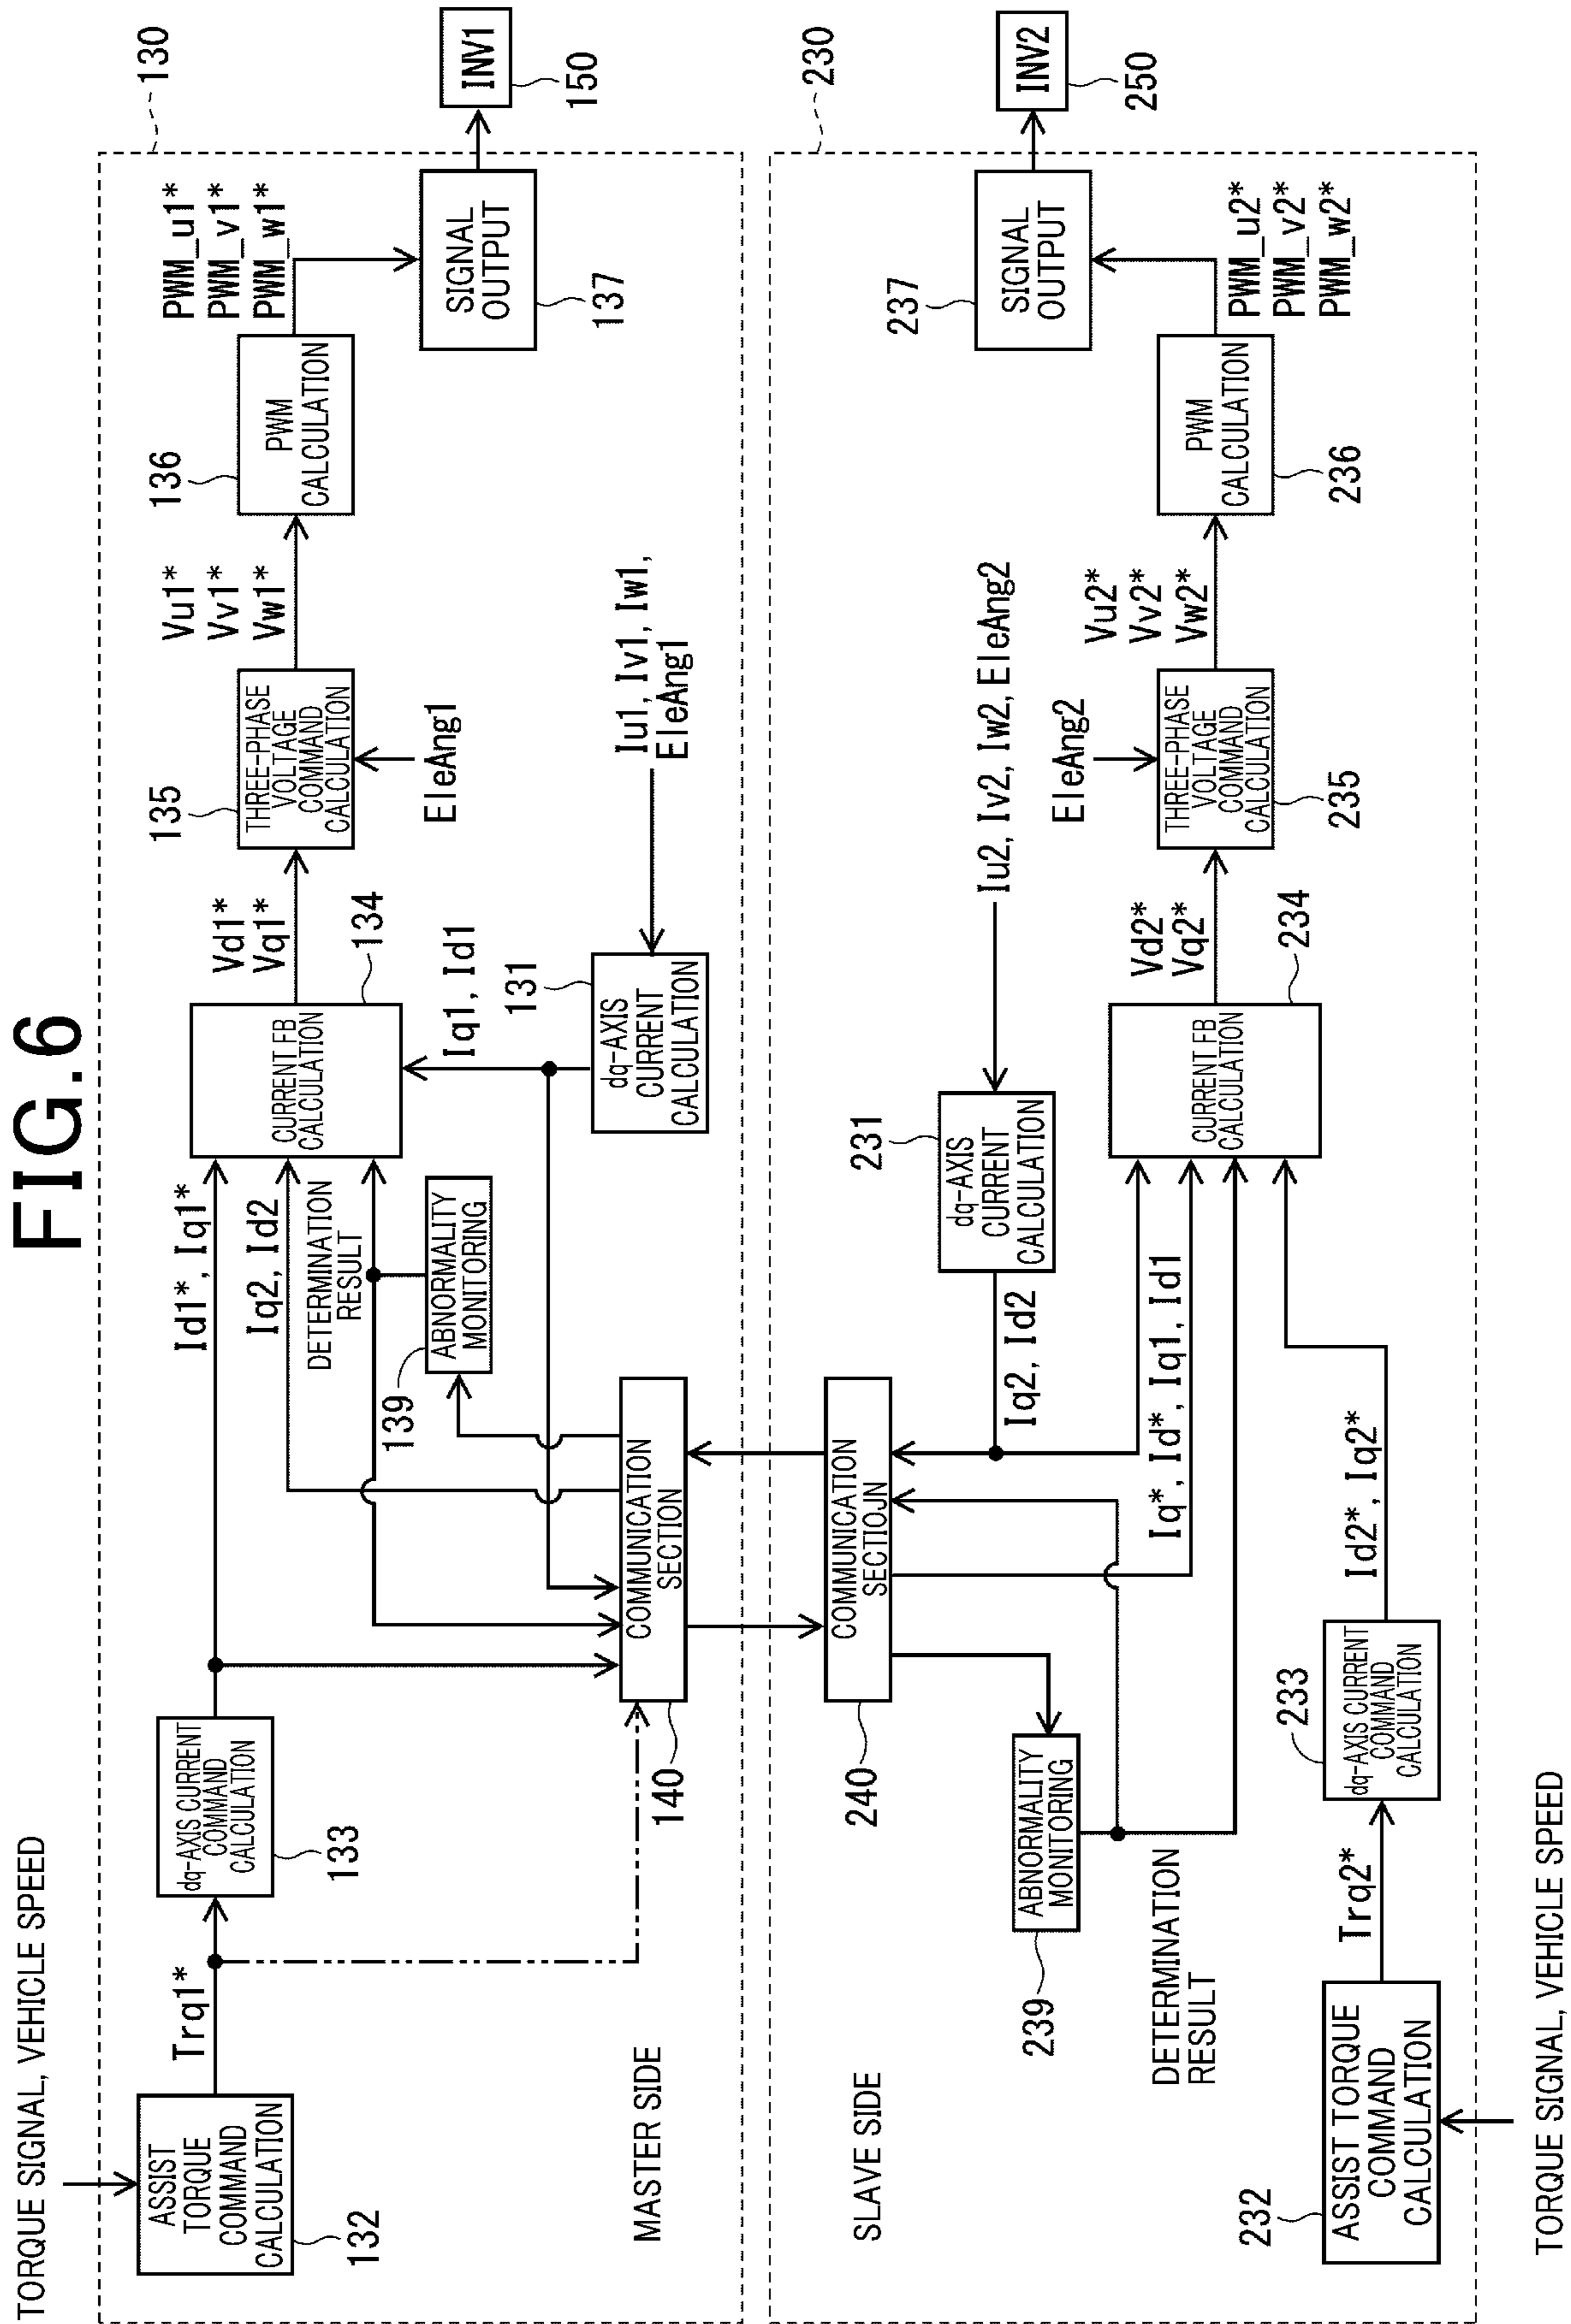 FIG.6
TORQUE SIGNAL, VEHICLE SPEED
130
ASSIST
TORQUE
COMMAND
CALCULATION
132
Trq1*
dq-AXIS CURRENT
COMMAND
CALCULATION
133
Id1*, Iq1*
Iq2, Id2
DETERMINATION
RESULT
CURRENT FB
CALCULATION
134
Vd1*
Vq1*
THREE-PHASE
VOLTAGE
COMMAND
CALCULATION
135
EleAng1
Vu1*
Vv1*
Vw1*
PWM
CALCULATION
136
PWM_u1*
PWM_v1*
PWM_w1*
SIGNAL
OUTPUT
137
INV1
150
139
ABNORMALITY
MONITORING
Iq1, Id1
131
dq-AXIS
CURRENT
CALCULATION
Iu1, Iv1, Iw1,
EleAng1
COMMUNICATION
SECTION
140
MASTER SIDE
SLAVE SIDE
230
COMMUNICATION
SECTIOJN
240
231
dq-AXIS
CURRENT
CALCULATION
Iu2, Iv2, Iw2, EleAng2
Iq2, Id2
ABNORMALITY
MONITORING
239
DETERMINATION
RESULT
Iq*, Id*, Iq1, Id1
CURRENT FB
CALCULATION
234
Vd2*
Vq2*
EleAng2
THREE-PHASE
VOLTAGE
COMMAND
CALCULATION
235
Vu2*
Vv2*
Vw2*
PWM
CALCULATION
236
PWM_u2*
PWM_v2*
PWM_w2*
237
SIGNAL
OUTPUT
INV2
250
232
ASSIST TORQUE
COMMAND
CALCULATION
Trq2*
233
dq-AXIS CURRENT
COMMAND
CALCULATION
Id2*, Iq2*
TORQUE SIGNAL, VEHICLE SPEED